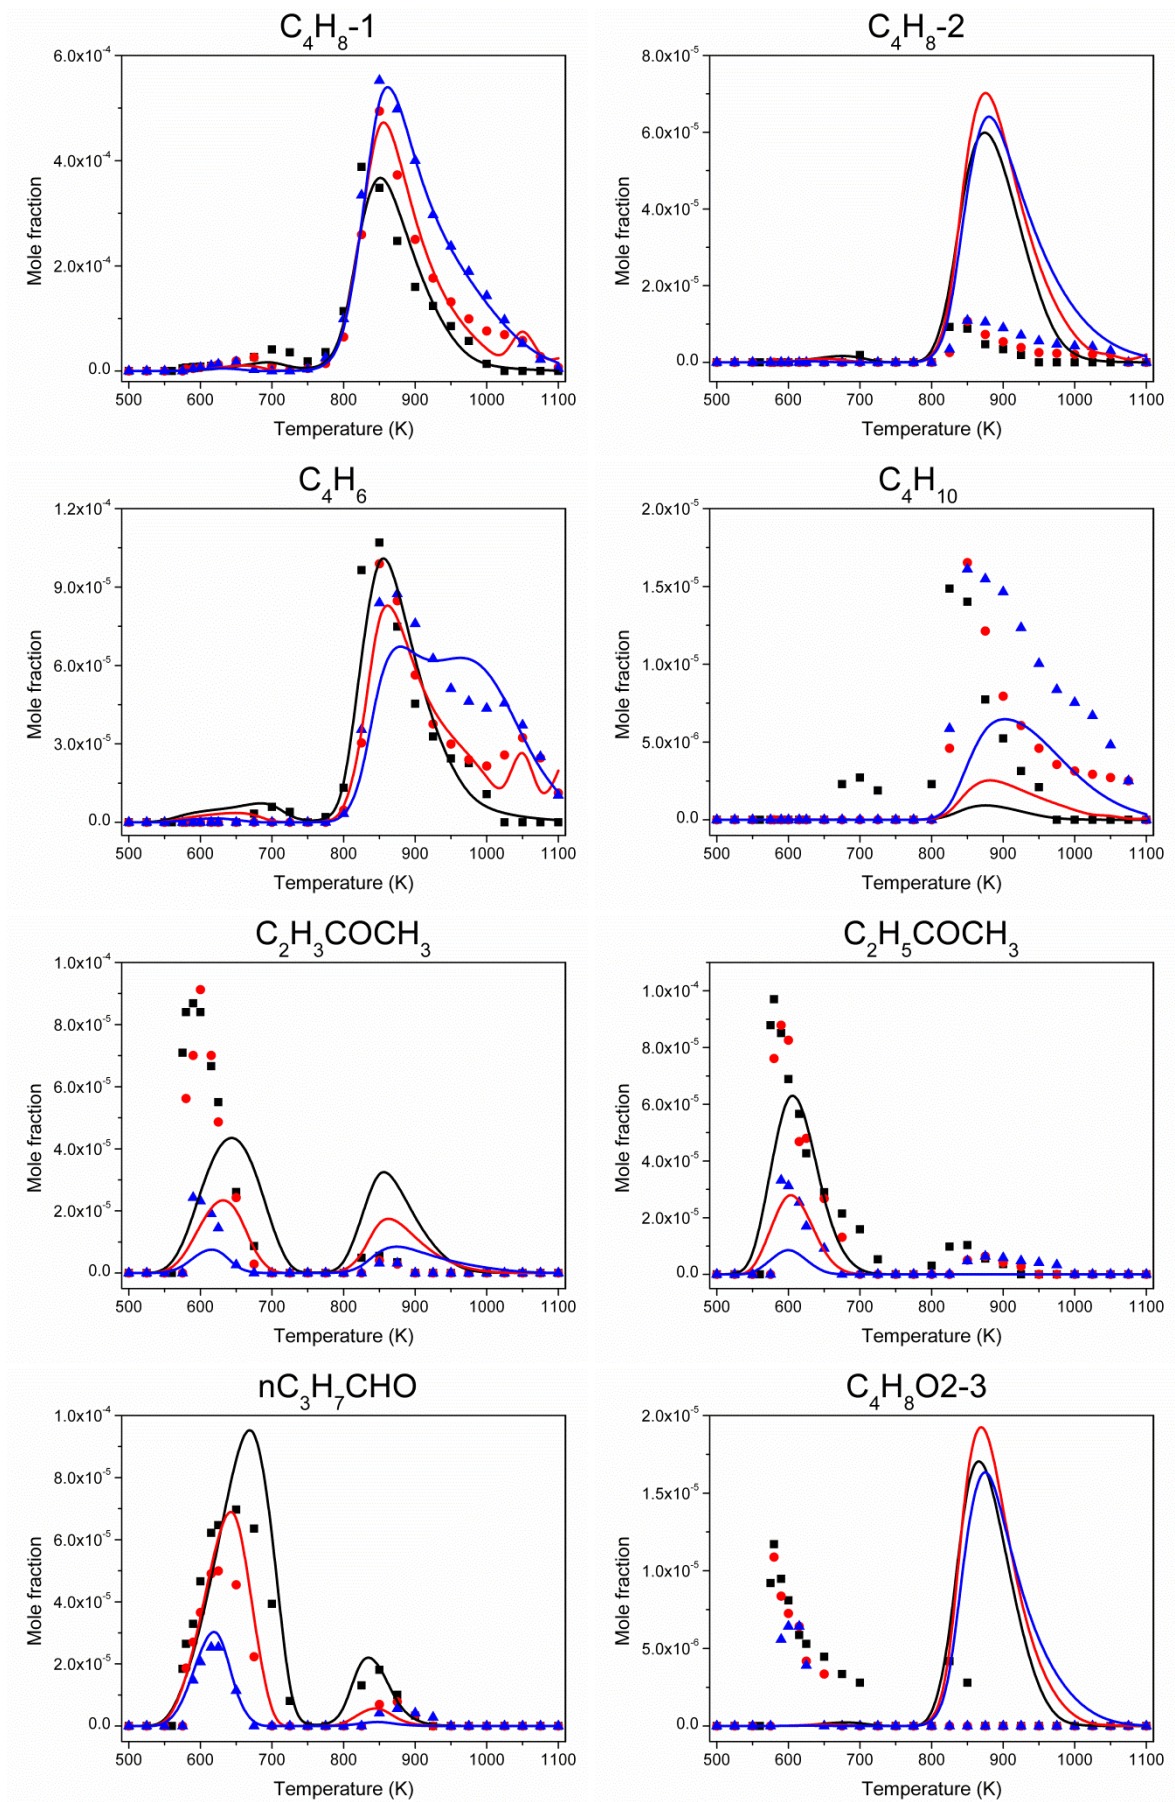 C4H8-1
6.0x10-4
4.0x10-4
2.0x10-4
0.0
Mole fraction
500 600 700 800 900 1000 1100
Temperature (K)
C4H8-2
8.0x10-5
6.0x10-5
4.0x10-5
2.0x10-5
0.0
Mole fraction
500 600 700 800 900 1000 1100
Temperature (K)
C4H6
1.2x10-4
9.0x10-5
6.0x10-5
3.0x10-5
0.0
Mole fraction
500 600 700 800 900 1000 1100
Temperature (K)
C4H10
2.0x10-5
1.5x10-5
1.0x10-5
5.0x10-6
0.0
Mole fraction
500 600 700 800 900 1000 1100
Temperature (K)
C2H3COCH3
1.0x10-4
8.0x10-5
6.0x10-5
4.0x10-5
2.0x10-5
0.0
Mole fraction
500 600 700 800 900 1000 1100
Temperature (K)
C2H5COCH3
1.0x10-4
8.0x10-5
6.0x10-5
4.0x10-5
2.0x10-5
0.0
Mole fraction
500 600 700 800 900 1000 1100
Temperature (K)
nC3H7CHO
1.0x10-4
8.0x10-5
6.0x10-5
4.0x10-5
2.0x10-5
0.0
Mole fraction
500 600 700 800 900 1000 1100
Temperature (K)
C4H8O2-3
2.0x10-5
1.5x10-5
1.0x10-5
5.0x10-6
0.0
Mole fraction
500 600 700 800 900 1000 1100
Temperature (K)